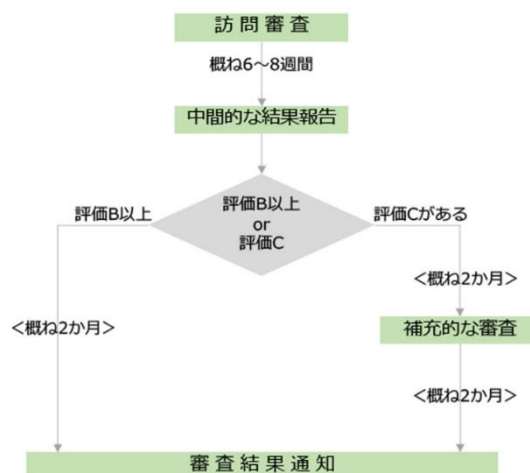 訪問審査
概ね6～8週間
中間的な結果報告
評価B以上
or
評価C
評価B以上
評価Cがある
＜概ね2か月＞
＜概ね2か月＞
補充的な審査
＜概ね2か月＞
審査結果通知